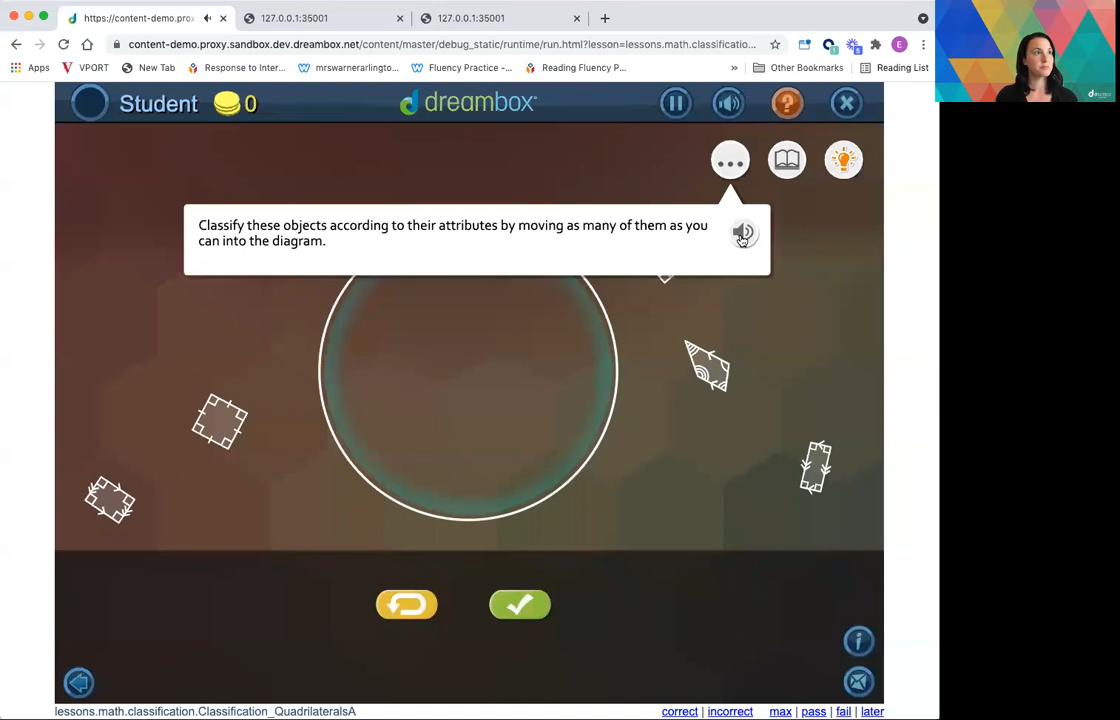 https://content-demo.prox
127.0.0.1:35001
127.0.0.1:35001
content-demo.proxy.sandbox.dev.dreambox.net/content/master/debug_static/runtime/run.html?lesson=lessons.math.classificatio...
E
Apps
VPORT
New Tab
Response to Inter...
mrswearrarlington...
Fluency Practice -...
Reading Fluency P...
»
Other Bookmarks
Reading List
Student
0
dreambox
Classify these objects according to their attributes by moving as many of them as you
can into the diagram.
lessons.math.classification.Classification_QuadrilateralsA
correct | incorrect max | pass | fail | later